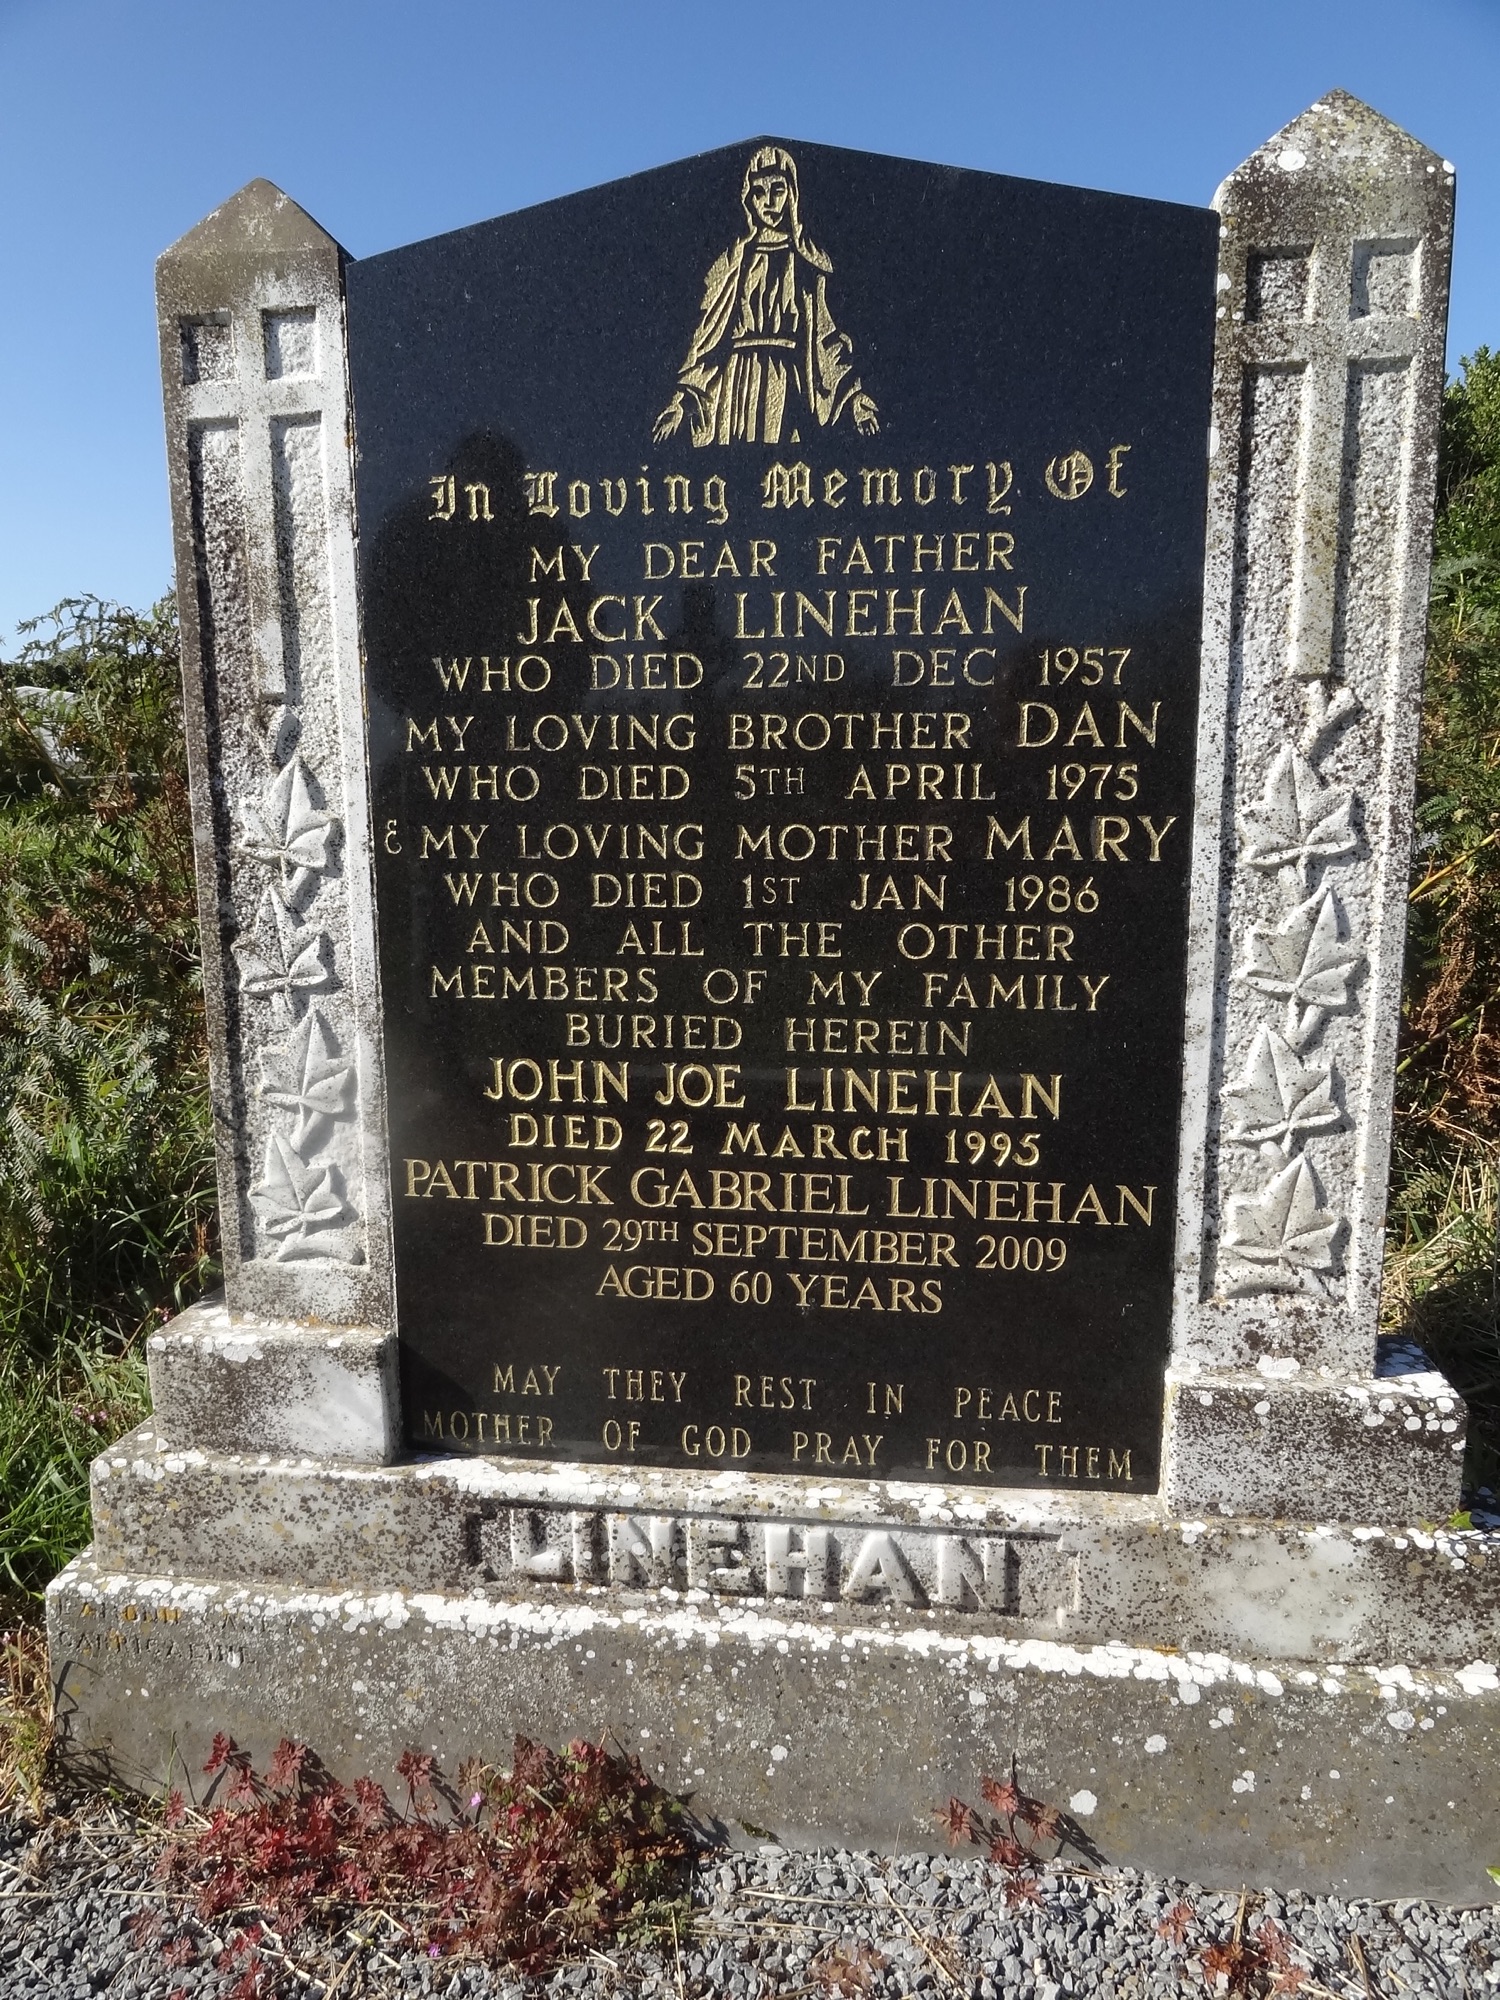 In Loving Memory Of
MY DEAR FATHER
JACK LINEHAN
WHO DIED 22ND DEC 1957
MY LOVING BROTHER DAN
WHO DIED 5TH APRIL 1975
& MY LOVING MOTHER MARY
WHO DIED 1ST JAN 1986
AND ALL THE OTHER
MEMBERS OF MY FAMILY
BURIED HEREIN
JOHN JOE LINEHAN
DIED 22 MARCH 1995
PATRICK GABRIEL LINEHAN
DIED 29TH SEPTEMBER 2009
AGED 60 YEARS
MAY THEY REST IN PEACE
MOTHER OF GOD PRAY FOR THEM
LINEHAN
CARRIGALINE